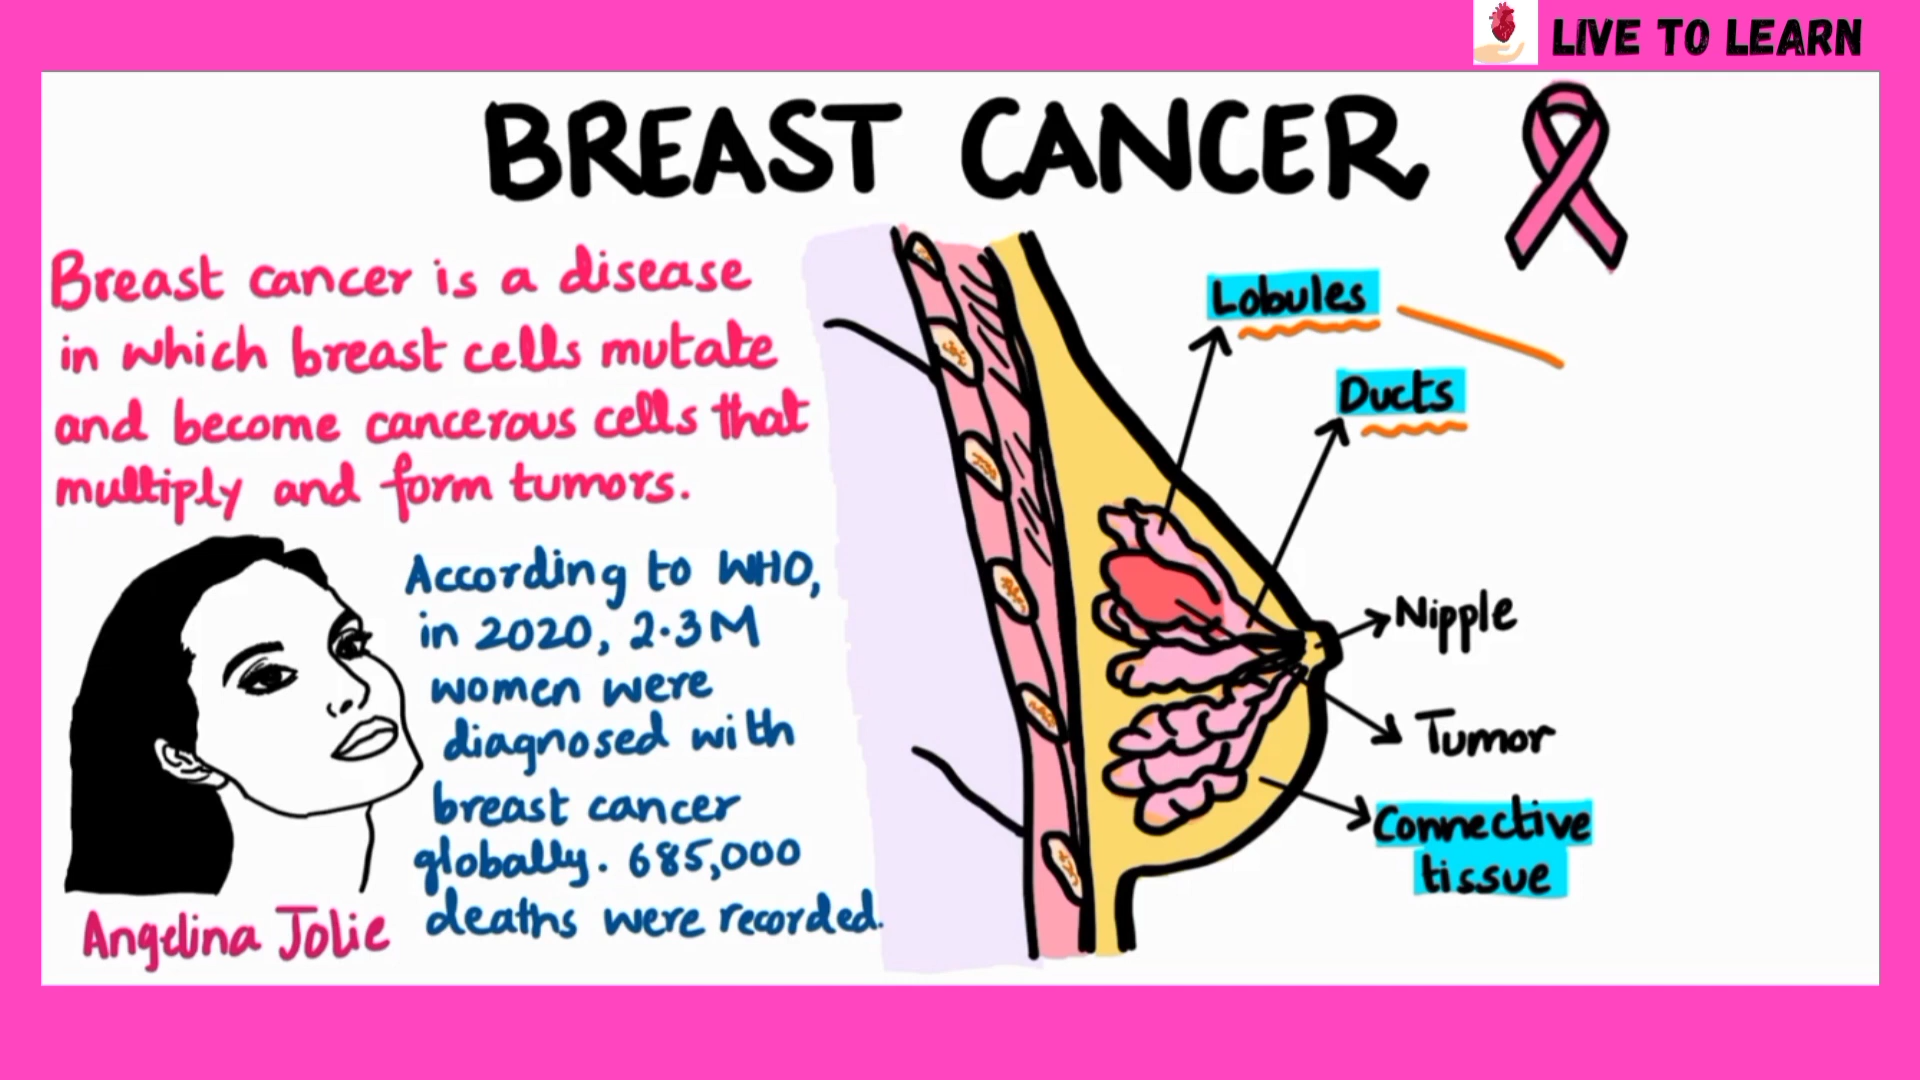 LIVE TO LEARN
BREAST CANCER
Breast cancer is a disease
in which breast cells mutate
and become cancerous cells that
multiply and form tumors.
According to WHO,
in 2020, 2.3M
women were
diagnosed with
breast cancer
globally. 685,000
deaths were recorded.
Angelina Jolie
Lobules
Ducts
Nipple
Tumor
Connective
tissue